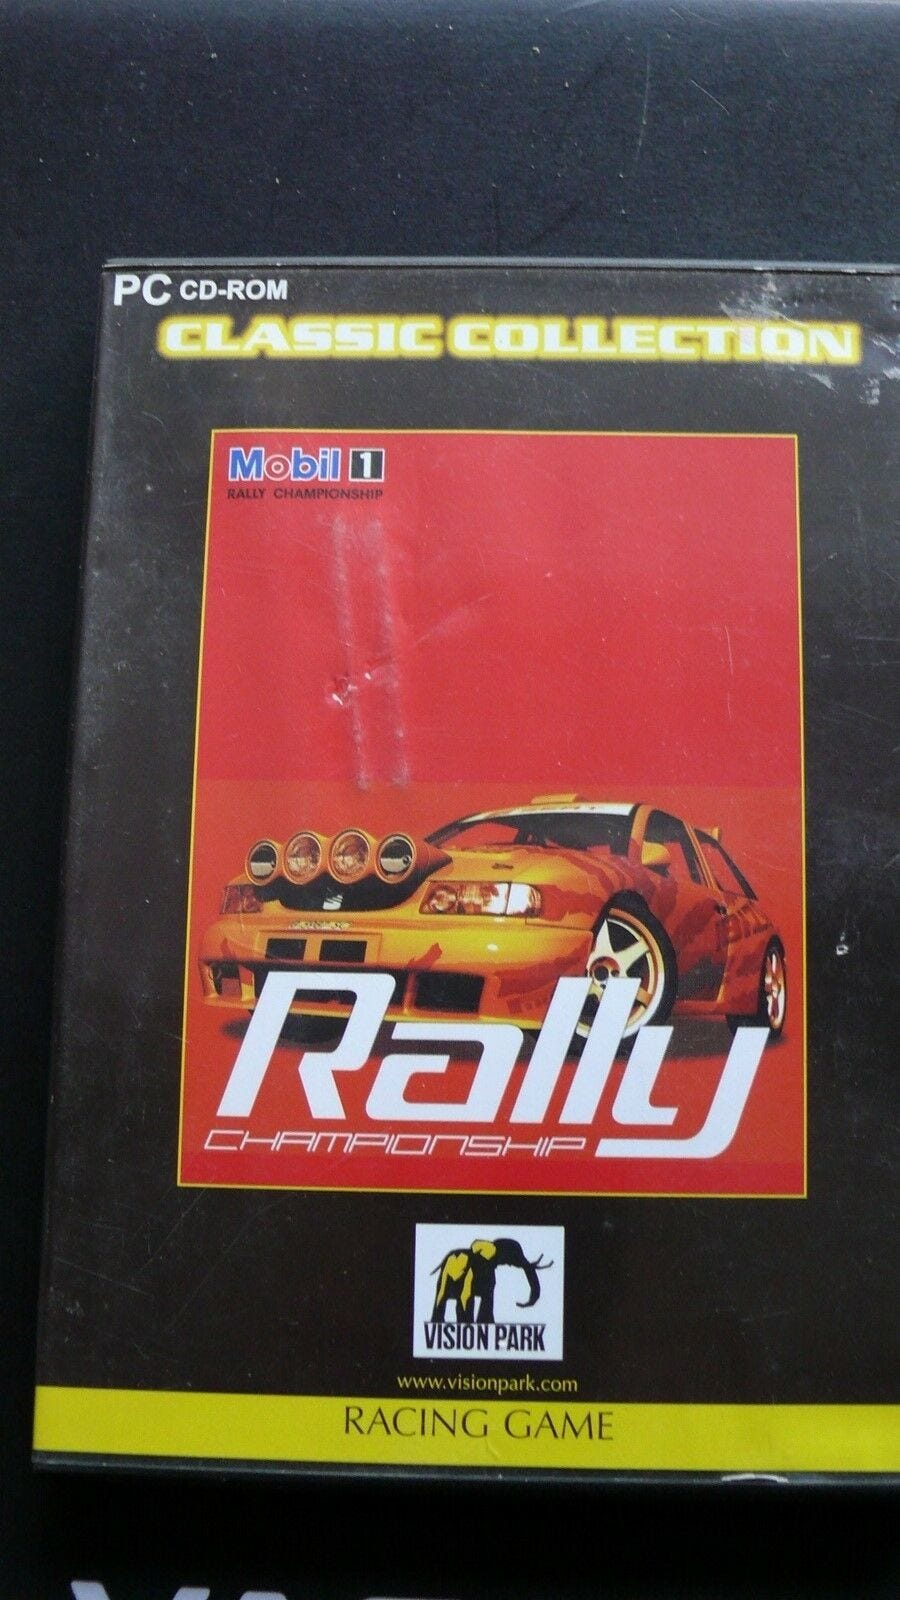 PC CD-ROM
CLASSIC COLLECTION
Mobil 1
RALLY CHAMPIONSHIP
Rally
CHAMPIONSHIP
VISION PARK
www.visionpark.com
RACING GAME